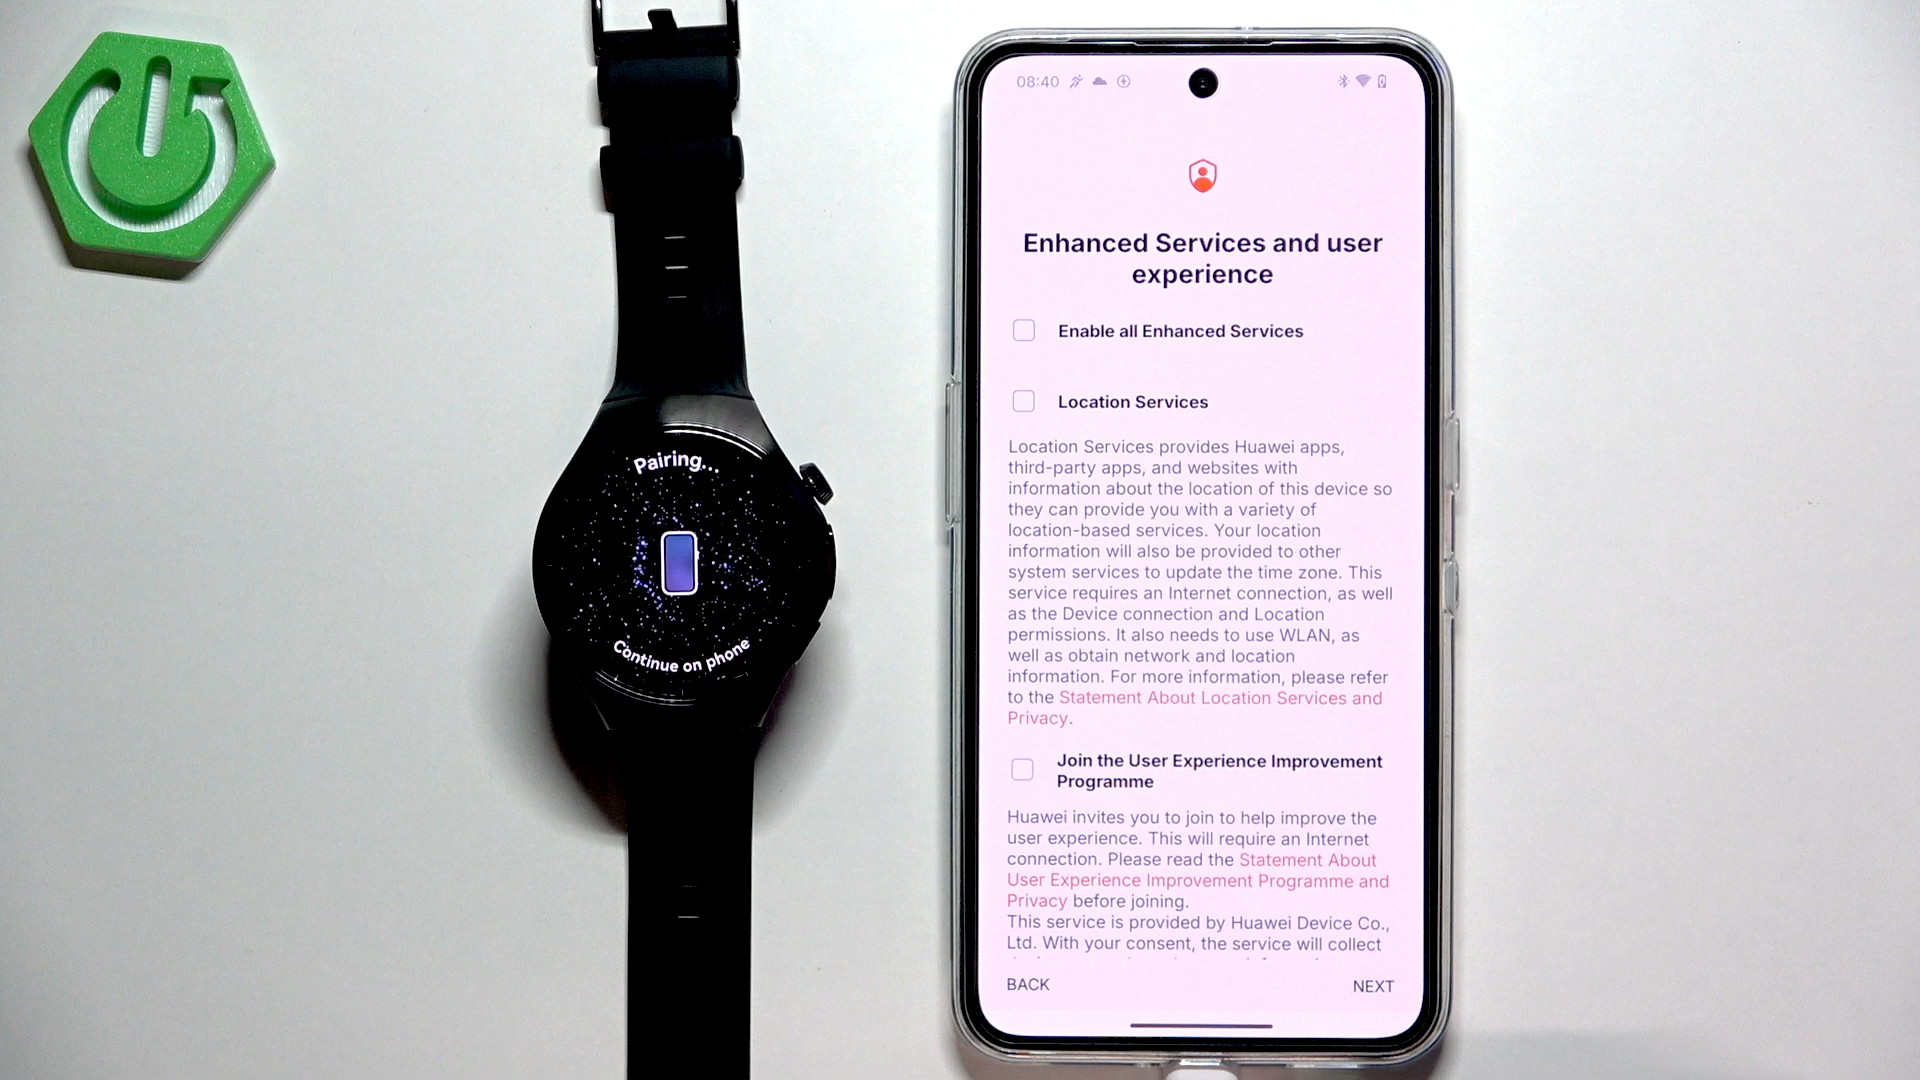 Pairing...
Continue on phone
08:40
Enhanced Services and user
experience
Enable all Enhanced Services
Location Services
Location Services provides Huawei apps,
third-party apps, and websites with
information about the location of this device so
they can provide you with a variety of
location-based services. Your location
information will also be provided to other
system services to update the time zone. This
service requires an Internet connection, as well
as the Device connection and Location
permissions. It also needs to use WLAN, as
well as obtain network and location
information. For more information, please refer
to the Statement About Location Services and
Privacy.
Join the User Experience Improvement
Programme
Huawei invites you to join to help improve the
user experience. This will require an Internet
connection. Please read the Statement About
User Experience Improvement Programme and
Privacy before joining.
This service is provided by Huawei Device Co.,
Ltd. With your consent, the service will collect
BACK
NEXT